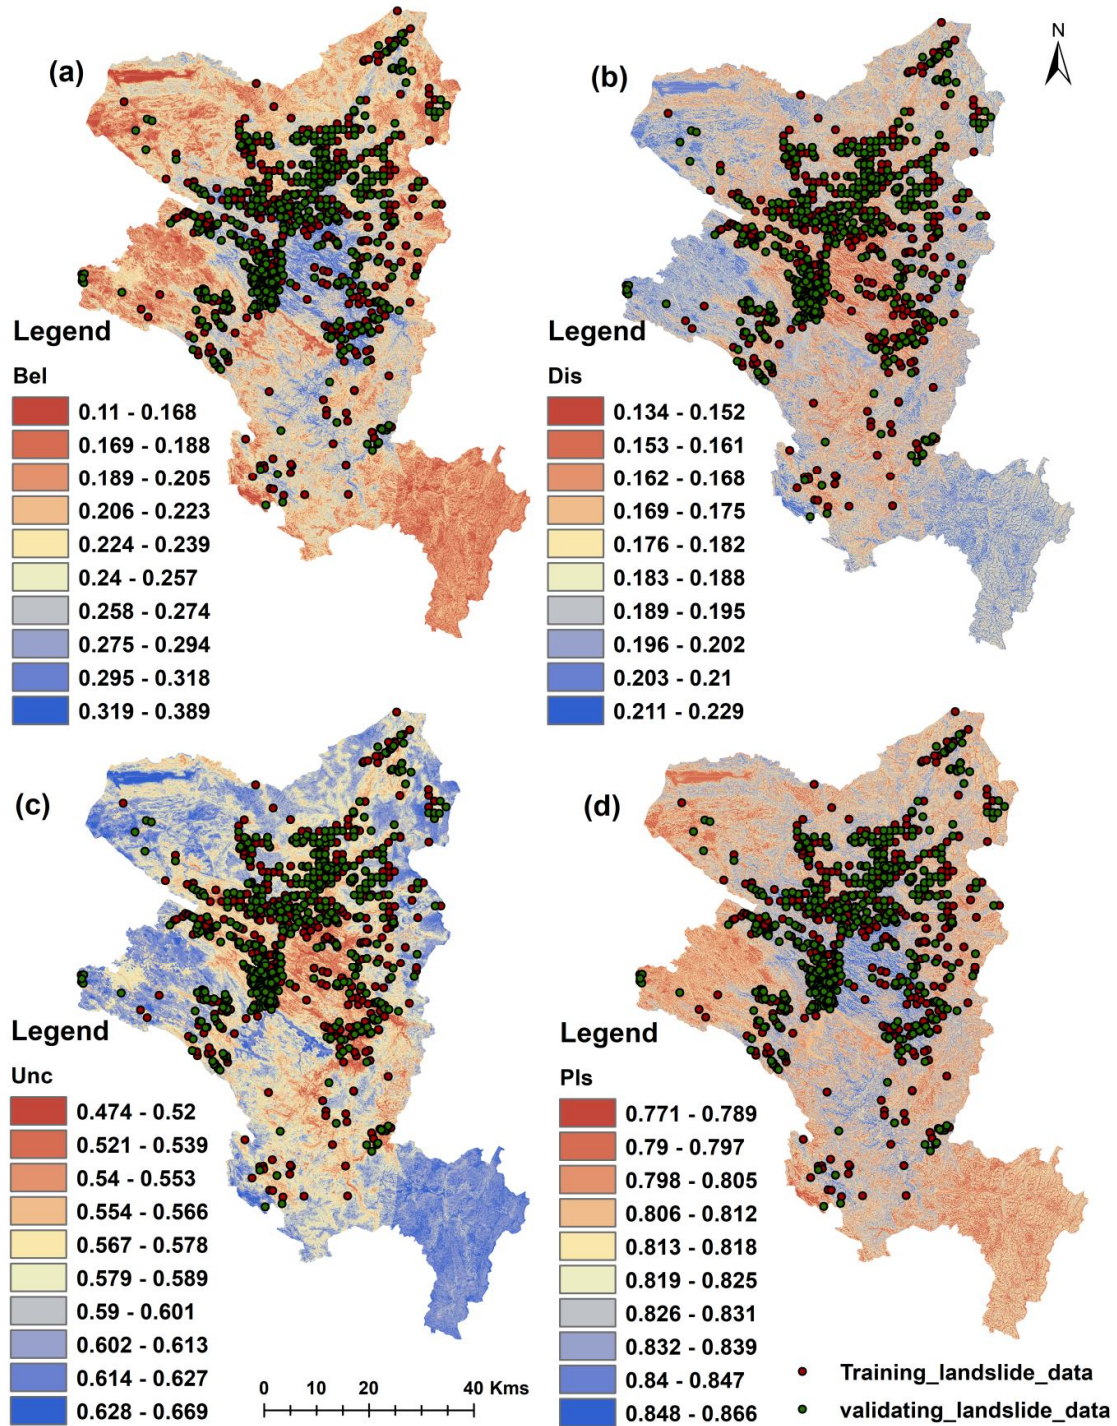 (a)
Legend
Bel
0.11 - 0.168
0.169 - 0.188
0.189 - 0.205
0.206 - 0.223
0.224 - 0.239
0.24 - 0.257
0.258 - 0.274
0.275 - 0.294
0.295 - 0.318
0.319 - 0.389
(b)
N
Legend
Dis
0.134 - 0.152
0.153 - 0.161
0.162 - 0.168
0.169 - 0.175
0.176 - 0.182
0.183 - 0.188
0.189 - 0.195
0.196 - 0.202
0.203 - 0.21
0.211 - 0.229
(c)
Legend
Unc
0.474 - 0.52
0.521 - 0.539
0.54 - 0.553
0.554 - 0.566
0.567 - 0.578
0.579 - 0.589
0.59 - 0.601
0.602 - 0.613
0.614 - 0.627
0.628 - 0.669
0 10 20 40 Kms
(d)
Legend
Pls
0.771 - 0.789
0.79 - 0.797
0.798 - 0.805
0.806 - 0.812
0.813 - 0.818
0.819 - 0.825
0.826 - 0.831
0.832 - 0.839
0.84 - 0.847
0.848 - 0.866
Training_landslide_data
validating_landslide_data